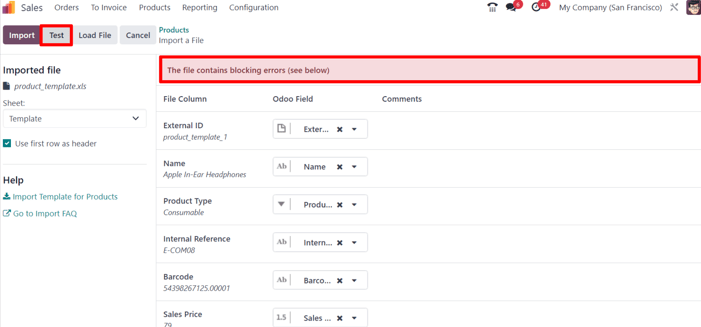 Sales Orders To Invoice Products Reporting Configuration 6 41 My Company (San Francisco)
Import Test Load File Cancel
Products
Import a File
Imported file
product_template.xls
Sheet:
Template
Use first row as header
Help
Import Template for Products
Go to Import FAQ
The file contains blocking errors (see below)
File Column Odoo Field Comments
External ID
product_template_1
Exter...
Name
Apple In-Ear Headphones
Ab Name
Product Type
Consumable
Produ...
Internal Reference
E-COM08
Ab Intern...
Barcode
54398267125.00001
Ab Barco...
Sales Price
79
1.5 Sales ...